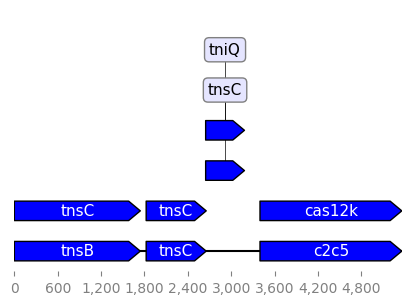 tniQ
tnsC
tnsC tnsC cas12k
tnsB tnsC c2c5
0 600 1,200 1,800 2,400 3,000 3,600 4,200 4,800